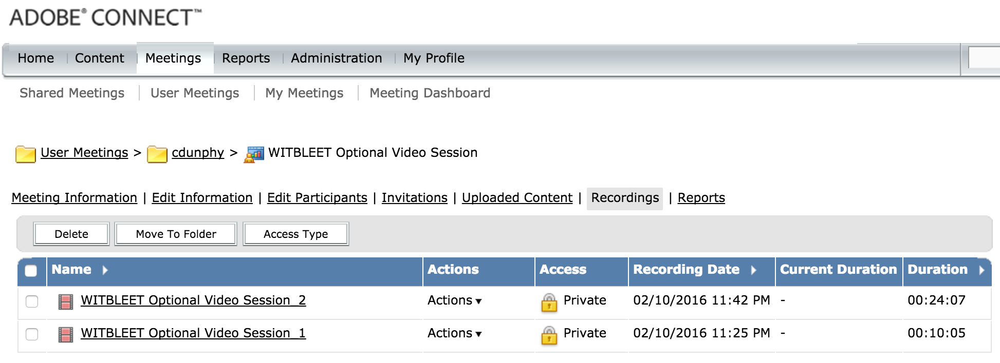 ADOBE® CONNECT™
Home | Content | Meetings | Reports | Administration | My Profile
Shared Meetings | User Meetings | My Meetings | Meeting Dashboard
User Meetings > cdunphy > WITBLEET Optional Video Session
Meeting Information | Edit Information | Edit Participants | Invitations | Uploaded Content | Recordings | Reports
Delete Move To Folder Access Type
Name Actions Access Recording Date Current Duration Duration
WITBLEET Optional Video Session_2 Actions Private 02/10/2016 11:42 PM - 00:24:07
WITBLEET Optional Video Session_1 Actions Private 02/10/2016 11:25 PM - 00:10:05